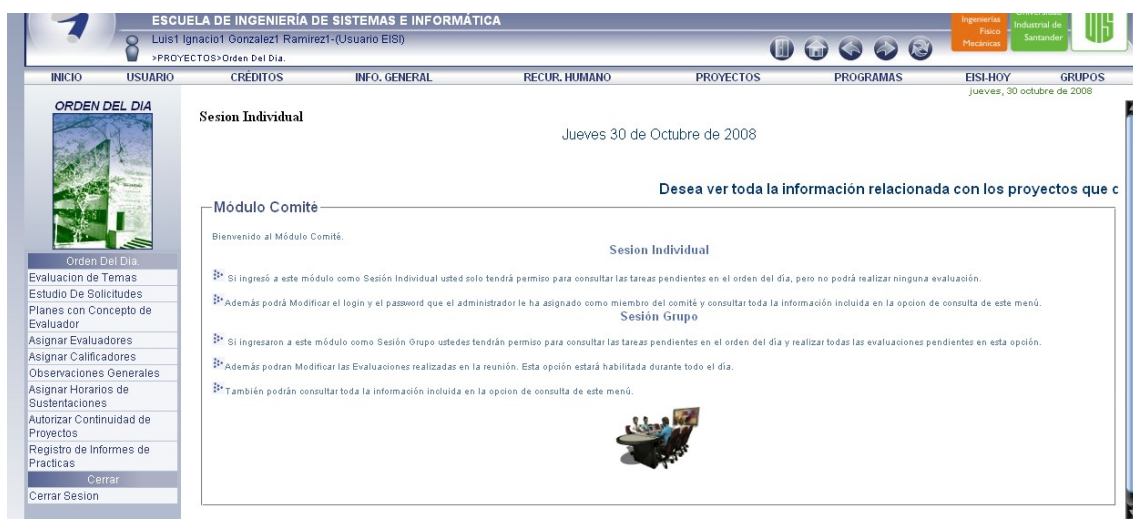 ESCUELA DE INGENIERÍA DE SISTEMAS E INFORMÁTICA
Luis1 Ignacio1 Gonzalez1 Ramirez1-(Usuario EISI)
>PROYECTOS>Orden Del Dia.
Ingenierías
Físico
Mecánicas
Universidad
Industrial de
Santander
INICIO USUARIO CRÉDITOS INFO. GENERAL RECUR. HUMANO PROYECTOS PROGRAMAS EISI-HOY GRUPOS
jueves, 30 octubre de 2008
ORDEN DEL DIA
Sesion Individual
Jueves 30 de Octubre de 2008
Desea ver toda la información relacionada con los proyectos que
Módulo Comité
Bienvenido al Módulo Comité.
Sesion Individual
Si ingresó a este módulo como Sesión Individual usted solo tendrá permiso para consultar las tareas pendientes en el orden del día, pero no podrá realizar ninguna evaluación.
Además podrá Modificar el login y el password que el administrador le ha asignado como miembro del comité y consultar toda la información incluida en la opcion de consulta de este menú.
Sesión Grupo
Si ingresaron a este módulo como Sesión Grupo ustedes tendrán permiso para consultar las tareas pendientes en el orden del día y realizar todas las evaluaciones pendientes en esta opción.
Además podran Modificar las Evaluaciones realizadas en la reunión. Esta opción estará habilitada durante todo el día.
También podrán consultar toda la información incluida en la opcion de consulta de este menú.
Orden Del Dia.
Evaluacion de Temas
Estudio De Solicitudes
Planes con Concepto de
Evaluador
Asignar Evaluadores
Asignar Calificadores
Observaciones Generales
Asignar Horarios de
Sustentaciones
Autorizar Continuidad de
Proyectos
Registro de Informes de
Practicas
Cerrar
Cerrar Sesion